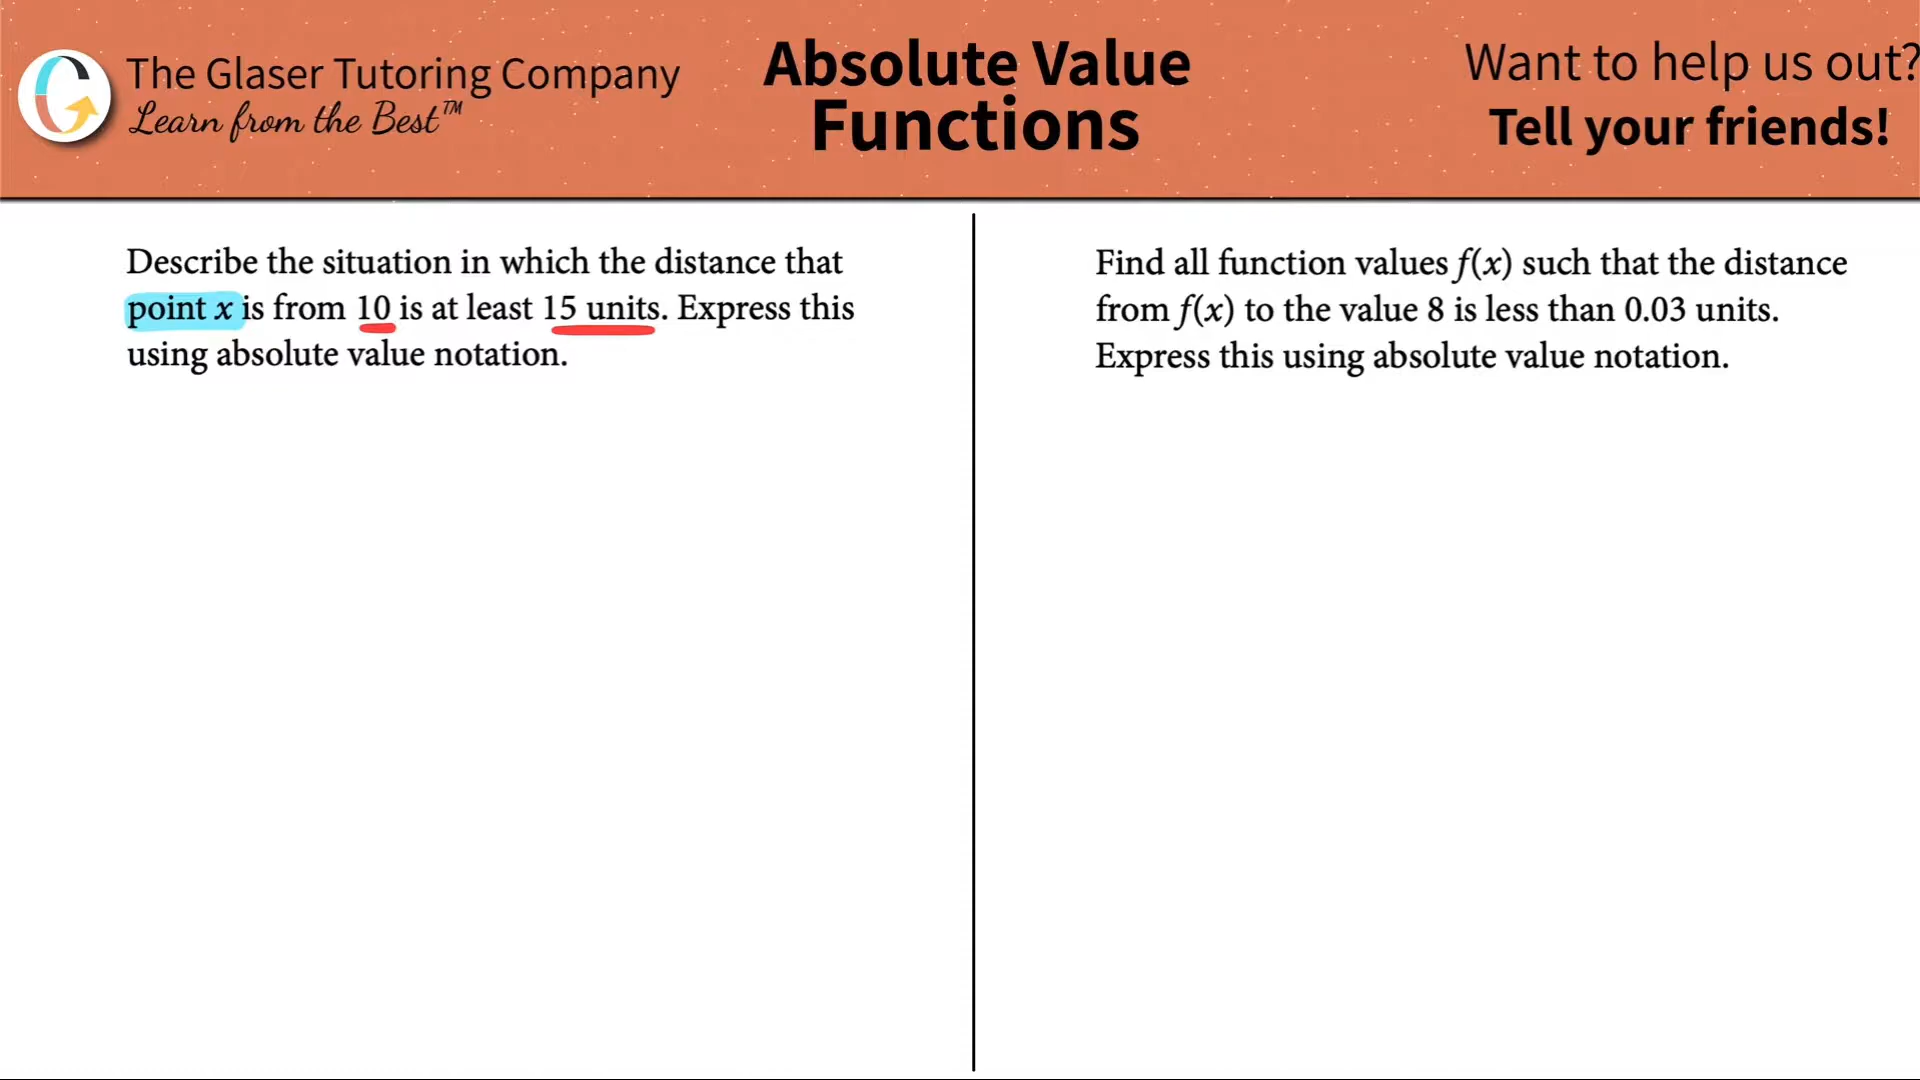 The Glaser Tutoring Company
Learn from the Best™
Absolute Value
Functions
Want to help us out?
Tell your friends!
Describe the situation in which the distance that
point x is from 10 is at least 15 units. Express this
using absolute value notation.
Find all function values f(x) such that the distance
from f(x) to the value 8 is less than 0.03 units.
Express this using absolute value notation.